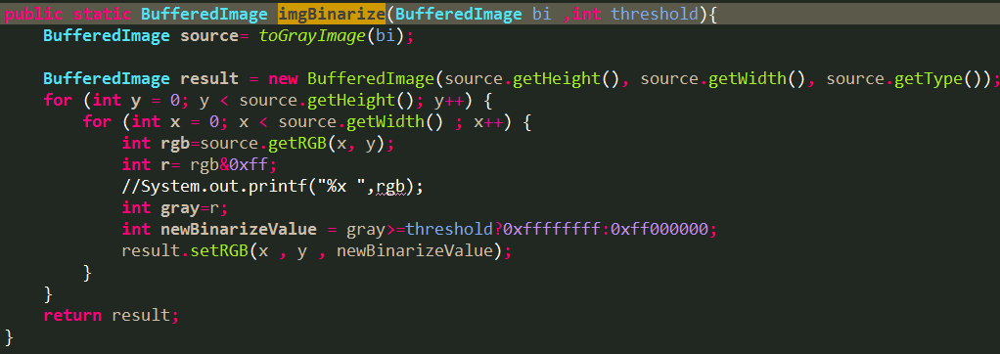 public static BufferedImage imgBinarize(BufferedImage bi ,int threshold){
    BufferedImage source= toGrayImage(bi);

    BufferedImage result = new BufferedImage(source.getHeight(), source.getWidth(), source.getType());
    for (int y = 0; y < source.getHeight(); y++) {
        for (int x = 0; x < source.getWidth() ; x++) {
            int rgb=source.getRGB(x, y);
            int r= rgb&0xff;
            //System.out.printf("%x ",rgb);
            int gray=r;
            int newBinarizeValue = gray>=threshold?0xffffffff:0xff000000;
            result.setRGB(x , y , newBinarizeValue);
        }
    }
    return result;
}